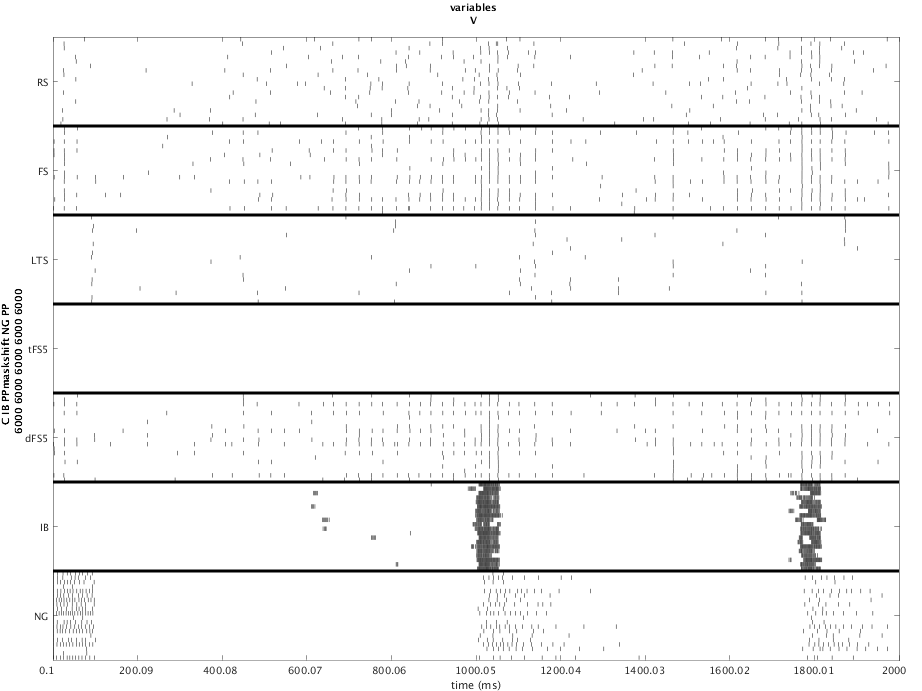 variables
V
RS
FS
LTS
tFS5
dFS5
IB
NG
C IB PPmaskshift NG PP
6000 6000 6000 6000 6000
0.1 200.09 400.08 600.07 800.06 1000.05 1200.04 1400.03 1600.02 1800.01 2000
time (ms)